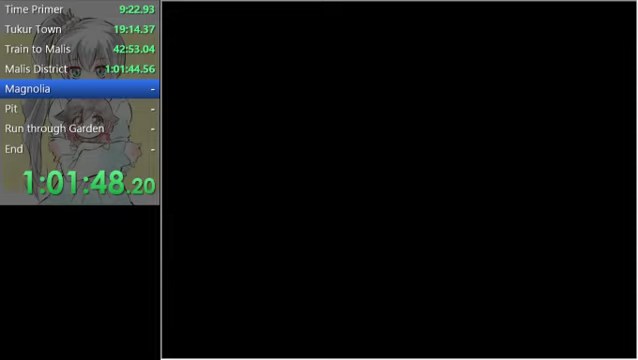 Time Primer 9:22.93
Tukur Town 19:14.37
Train to Malis 42:53.04
Malis District 1:01:44.56
Magnolia -
Pit -
Run through Garden -
End -
1:01:48.20